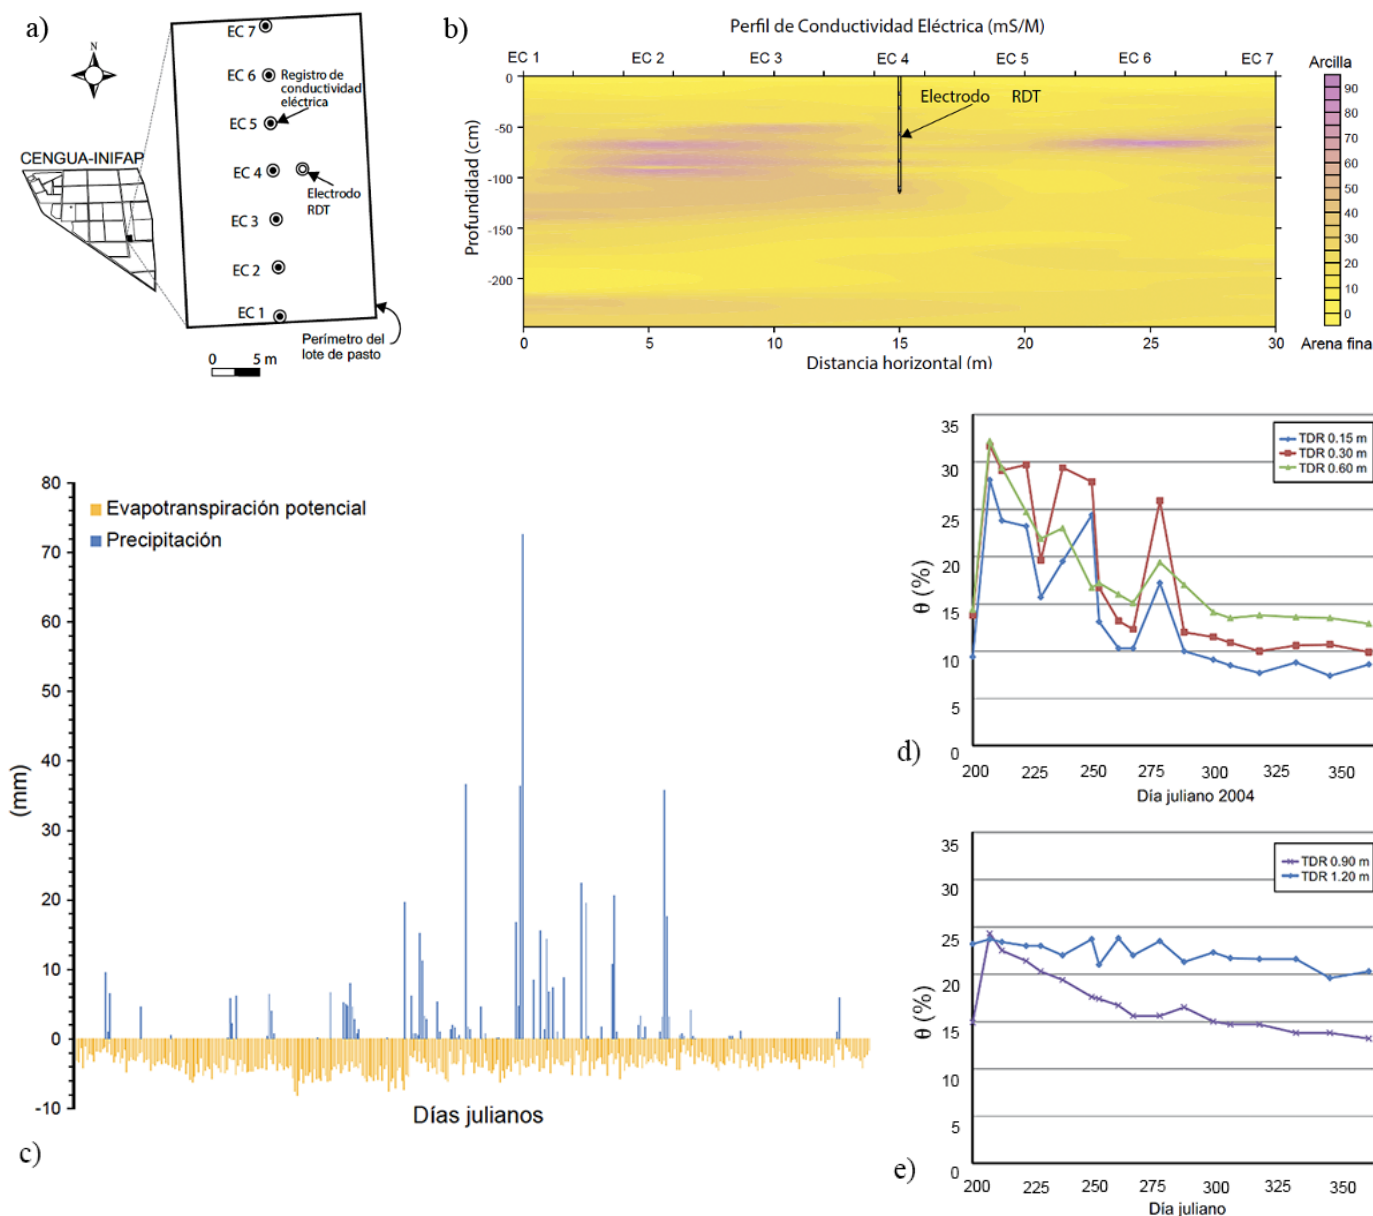 a)
N
CENGUA-INIFAP
EC 7
EC 6
EC 5
EC 4
EC 3
EC 2
EC 1
Registro de
conductividad
eléctrica
Electrodo
RDT
Perímetro del
lote de pasto
0 5 m
b)
Perfil de Conductividad Eléctrica (mS/M)
EC 1 EC 2 EC 3 EC 4 EC 5 EC 6 EC 7
Electrodo RDT
Profundidad (cm)
0
-50
-100
-150
-200
0 5 10 15 20 25 30
Distancia horizontal (m)
Arcilla
90
80
70
60
50
40
30
20
10
0
Arena fina
(mm)
80
70
60
50
40
30
20
10
0
-10
Evapotranspiración potencial
Precipitación
Días julianos
c)
θ (%)
35
30
25
20
15
10
5
0
TDR 0.15 m
TDR 0.30 m
TDR 0.60 m
200 225 250 275 300 325 350
Día juliano 2004
d)
θ (%)
35
30
25
20
15
10
5
0
TDR 0.90 m
TDR 1.20 m
200 225 250 275 300 325 350
Día juliano
e)